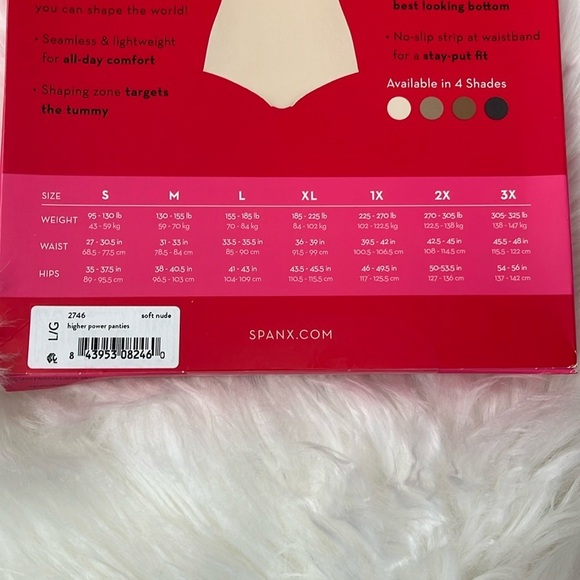 you can shape the world!
• Seamless & lightweight
for all-day comfort
• Shaping zone targets
the tummy
best looking bottom
• No-slip strip at waistband
for a stay-put fit
Available in 4 Shades
SIZE S M L XL 1X 2X 3X
WEIGHT 95 - 130 lb 130 - 155 lb 155 - 185 lb 185 - 225 lb 225 - 270 lb 270 - 305 lb 305- 325 lb
43 - 59 kg 59 - 70 kg 70 - 84 kg 84 - 102 kg 102 - 122.5 kg 122.5 - 138 kg 138 - 147 kg
WAIST 27 - 30.5 in 31 - 33 in 33.5 - 35.5 in 36 - 39 in 39.5 - 42 in 42.5 - 45 in 45.5 - 48 in
68.5 - 77.5 cm 78.5 - 84 cm 85 - 90 cm 91.5 - 99 cm 100.5 - 106.5 cm 108 - 114.5 cm 115.5 - 122 cm
HIPS 35 - 37.5 in 38 - 40.5 in 41 - 43 in 43.5 - 45.5 in 46 - 49.5 in 50-53.5 in 54 - 56 in
89 - 95.5 cm 96.5 - 103 cm 104 - 109 cm 110.5 - 115.5 cm 117 - 125.5 cm 127 - 136 cm 137 - 142 cm
L/G
2746 soft nude
higher power panties
8 43953 08246 0
SPANX.COM